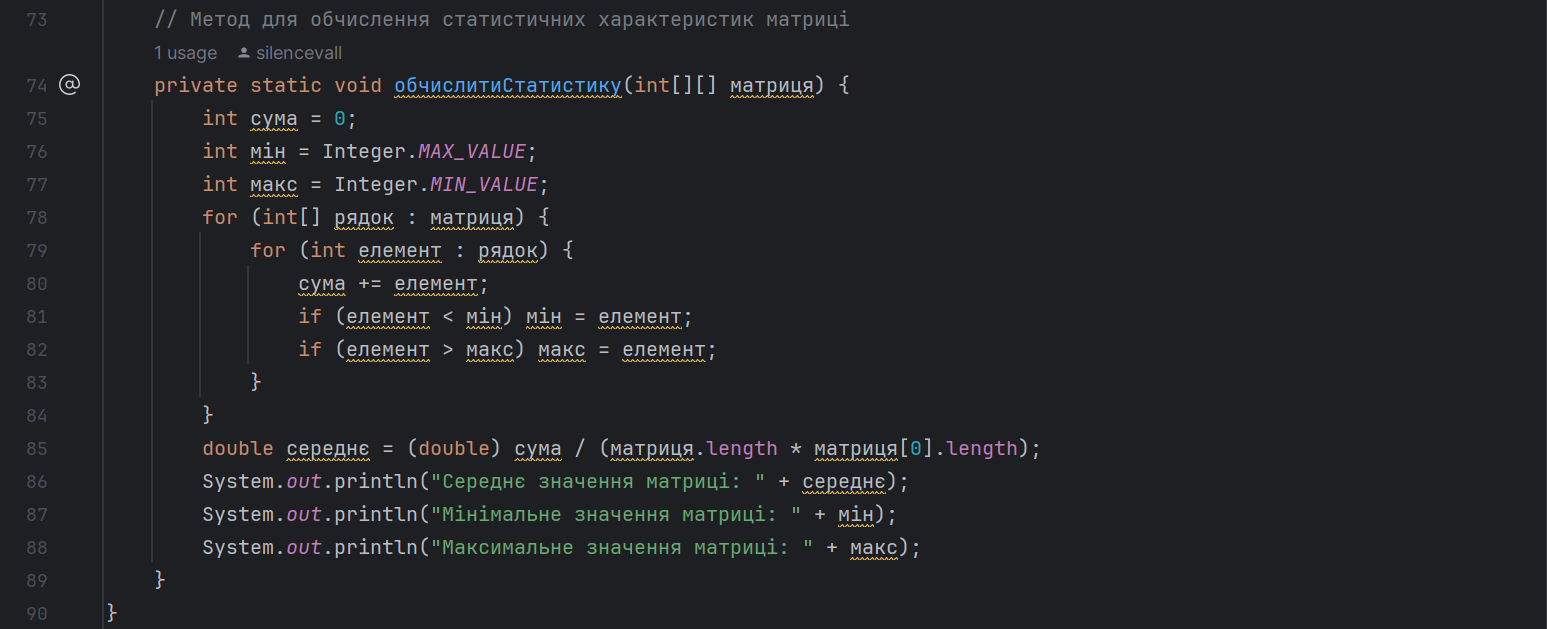 73 // Метод для обчислення статистичних характеристик матриці
1 usage silencevall
74 @ private static void обчислитиСтатистику(int[][] матриця) {
75 int сума = 0;
76 int мін = Integer.MAX_VALUE;
77 int макс = Integer.MIN_VALUE;
78 for (int[] рядок : матриця) {
79 for (int елемент : рядок) {
80 сума += елемент;
81 if (елемент < мін) мін = елемент;
82 if (елемент > макс) макс = елемент;
83 }
84 }
85 double середнє = (double) сума / (матриця.length * матриця[0].length);
86 System.out.println("Середнє значення матриці: " + середнє);
87 System.out.println("Мінімальне значення матриці: " + мін);
88 System.out.println("Максимальне значення матриці: " + макс);
89 }
90 }